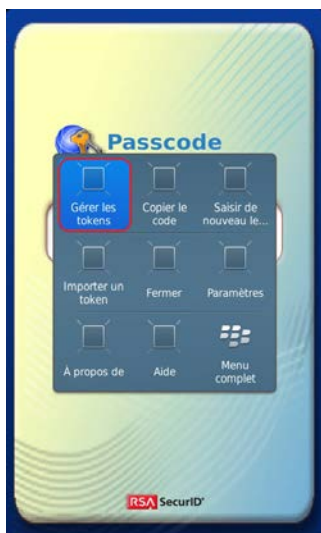 Passcode
Gérer les
tokens
Copier le
code
Saisir de
nouveau le...
Importer un
token
Fermer
Paramètres
À propos de
Aide
Menu
complet
RSA SecurID®